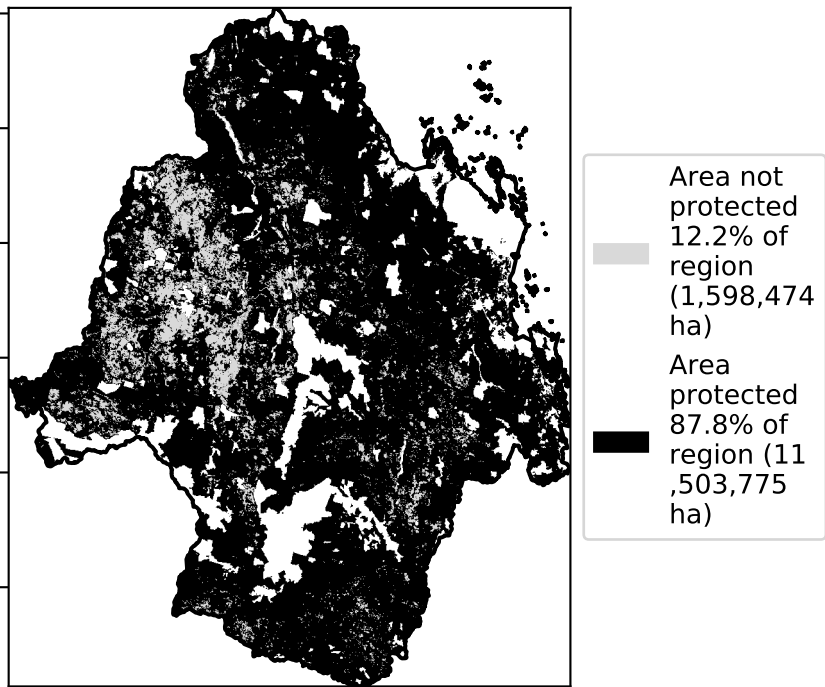 Area not
protected
12.2% of
region
(1,598,474
ha)
Area
protected
87.8% of
region (11
,503,775
ha)